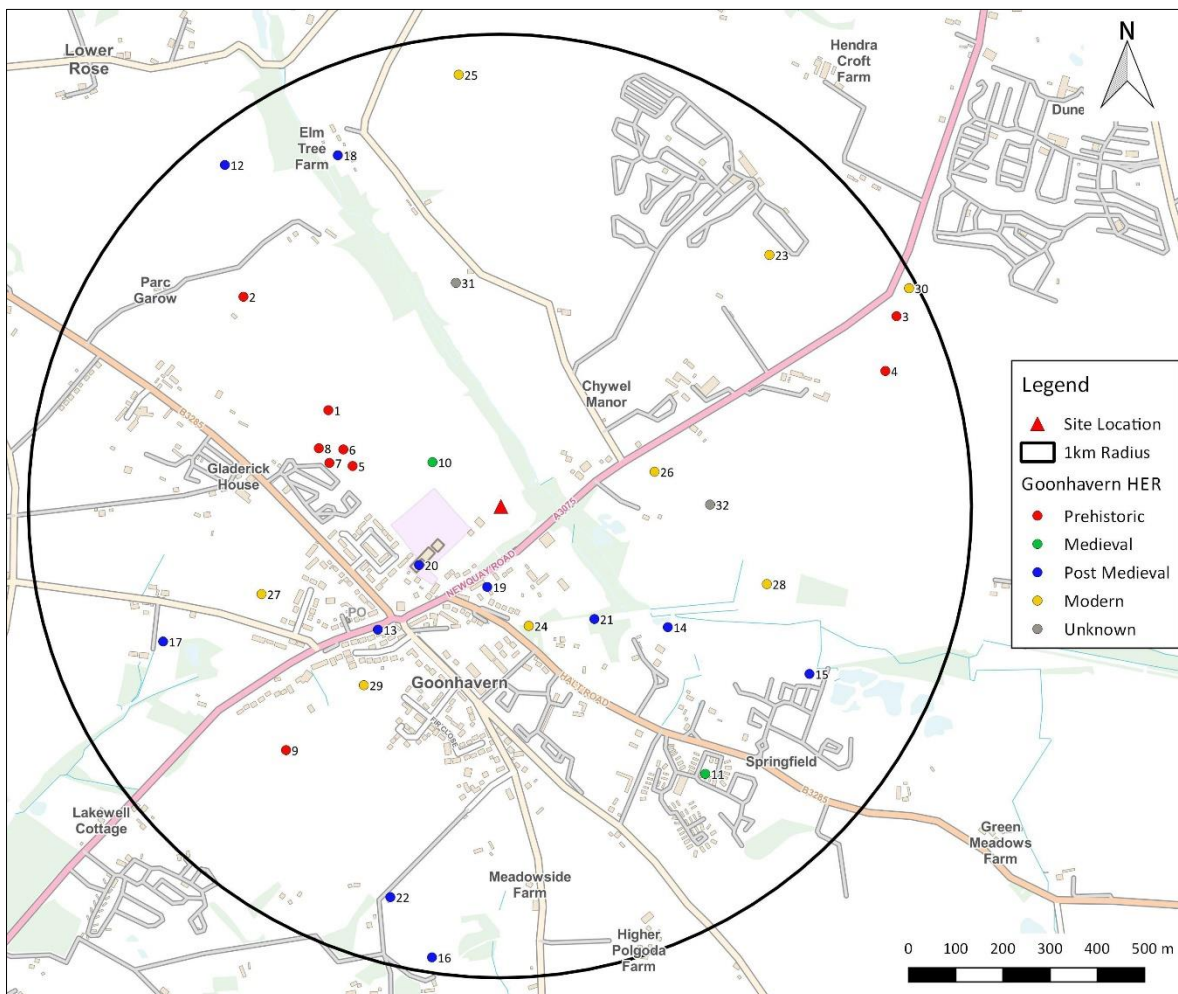 Lower
Rose
Hendra
Croft
Farm
N
25
Dune
Elm
Tree
Farm
18
12
23
Parc
Garow
31
2
30
3
4
Chywel
Manor
B3285
1
8
6
7
5
10
Gladerick
House
26
A3075
32
20
NEWQUAY ROAD
19
28
27
PO
13
24
21
14
17
15
29
Goonhavern
HALT ROAD
FIR CLOSE
9
Springfield
11
B3285
Lakewell
Cottage
Green
Meadows
Farm
Meadowside
Farm
22
Higher
Polgoda
Farm
16
Legend
Site Location
1km Radius
Goonhavern HER
Prehistoric
Medieval
Post Medieval
Modern
Unknown
0 100 200 300 400 500 m